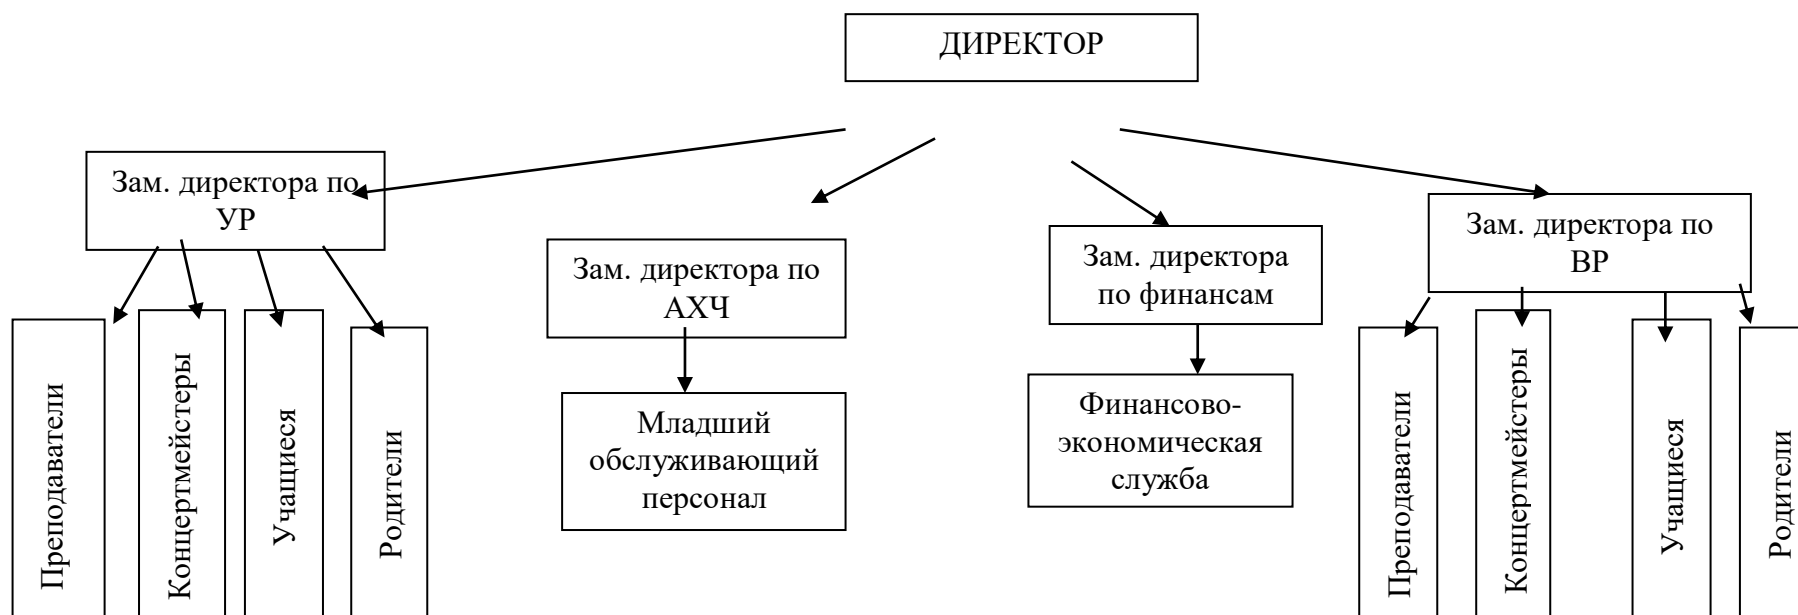 ДИРЕКТОР
Зам. директора по
УР
Зам. директора по
АХЧ
Зам. директора
по финансам
Зам. директора по
ВР
Преподаватели
Концертмейстеры
Учащиеся
Родители
Младший
обслуживающий
персонал
Финансово-
экономическая
служба
Преподаватели
Концертмейстеры
Учащиеся
Родители